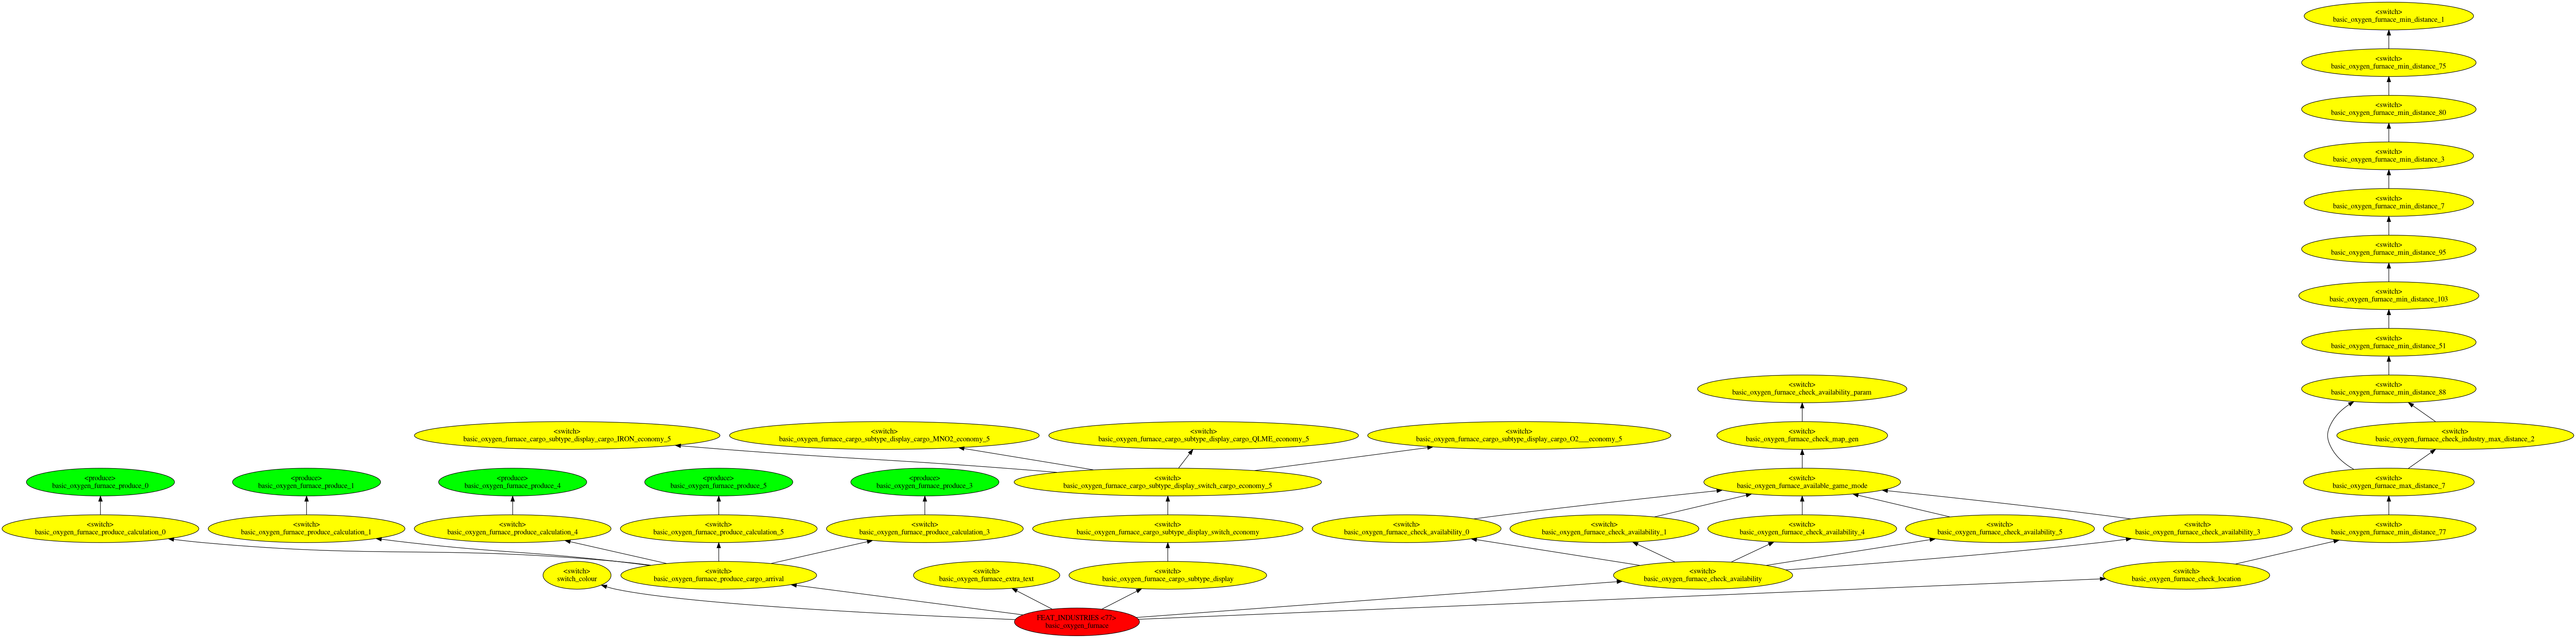 <switch>
basic_oxygen_furnace_min_distance_1
<switch>
basic_oxygen_furnace_min_distance_75
<switch>
basic_oxygen_furnace_min_distance_80
<switch>
basic_oxygen_furnace_min_distance_3
<switch>
basic_oxygen_furnace_min_distance_7
<switch>
basic_oxygen_furnace_min_distance_95
<switch>
basic_oxygen_furnace_min_distance_103
<switch>
basic_oxygen_furnace_min_distance_51
<switch>
basic_oxygen_furnace_check_availability_param
<switch>
basic_oxygen_furnace_min_distance_88
<switch>
basic_oxygen_furnace_cargo_subtype_display_cargo_IRON_economy_5
<switch>
basic_oxygen_furnace_cargo_subtype_display_cargo_MNO2_economy_5
<switch>
basic_oxygen_furnace_cargo_subtype_display_cargo_QLME_economy_5
<switch>
basic_oxygen_furnace_cargo_subtype_display_cargo_O2___economy_5
<switch>
basic_oxygen_furnace_check_map_gen
<switch>
basic_oxygen_furnace_check_industry_max_distance_2
<produce>
basic_oxygen_furnace_produce_0
<produce>
basic_oxygen_furnace_produce_1
<produce>
basic_oxygen_furnace_produce_4
<produce>
basic_oxygen_furnace_produce_5
<produce>
basic_oxygen_furnace_produce_3
<switch>
basic_oxygen_furnace_cargo_subtype_display_switch_cargo_economy_5
<switch>
basic_oxygen_furnace_available_game_mode
<switch>
basic_oxygen_furnace_max_distance_7
<switch>
basic_oxygen_furnace_produce_calculation_0
<switch>
basic_oxygen_furnace_produce_calculation_1
<switch>
basic_oxygen_furnace_produce_calculation_4
<switch>
basic_oxygen_furnace_produce_calculation_5
<switch>
basic_oxygen_furnace_produce_calculation_3
<switch>
basic_oxygen_furnace_cargo_subtype_display_switch_economy
<switch>
basic_oxygen_furnace_check_availability_0
<switch>
basic_oxygen_furnace_check_availability_1
<switch>
basic_oxygen_furnace_check_availability_4
<switch>
basic_oxygen_furnace_check_availability_5
<switch>
basic_oxygen_furnace_check_availability_3
<switch>
basic_oxygen_furnace_min_distance_77
<switch>
switch_colour
<switch>
basic_oxygen_furnace_produce_cargo_arrival
<switch>
basic_oxygen_furnace_extra_text
<switch>
basic_oxygen_furnace_cargo_subtype_display
<switch>
basic_oxygen_furnace_check_availability
<switch>
basic_oxygen_furnace_check_location
FEAT_INDUSTRIES <77>
basic_oxygen_furnace